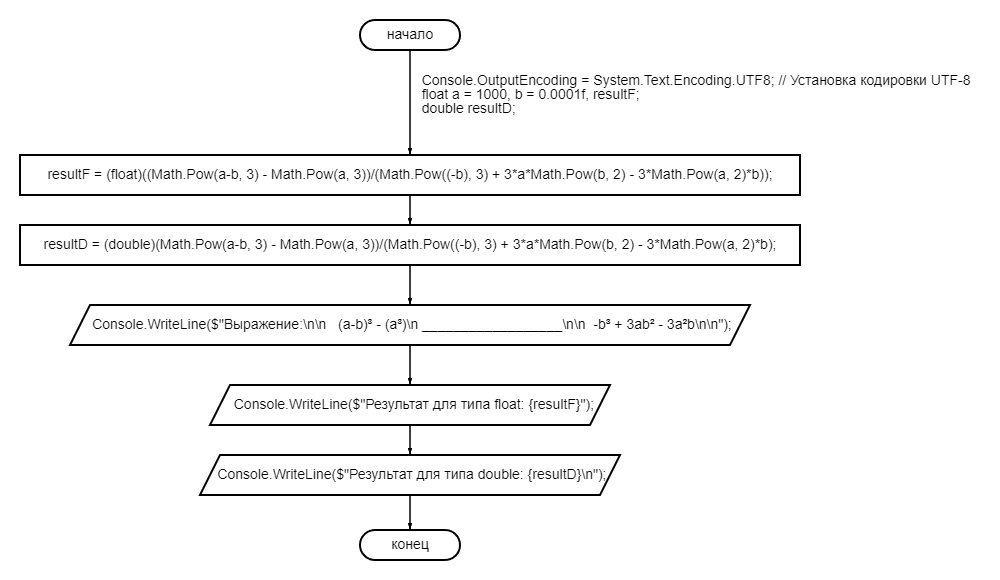 начало
Console.OutputEncoding = System.Text.Encoding.UTF8; // Установка кодировки UTF-8
float a = 1000, b = 0.0001f, resultF;
double resultD;
resultF = (float)((Math.Pow(a-b, 3) - Math.Pow(a, 3))/(Math.Pow((-b), 3) + 3*a*Math.Pow(b, 2) - 3*Math.Pow(a, 2)*b));
resultD = (double)(Math.Pow(a-b, 3) - Math.Pow(a, 3))/(Math.Pow((-b), 3) + 3*a*Math.Pow(b, 2) - 3*Math.Pow(a, 2)*b);
Console.WriteLine($"Выражение:\n\n   (a-b)³ - (a³)\n __________________\n\n  -b³ + 3ab² - 3a²b\n\n");
Console.WriteLine($"Результат для типа float: {resultF}");
Console.WriteLine($"Результат для типа double: {resultD}\n");
конец